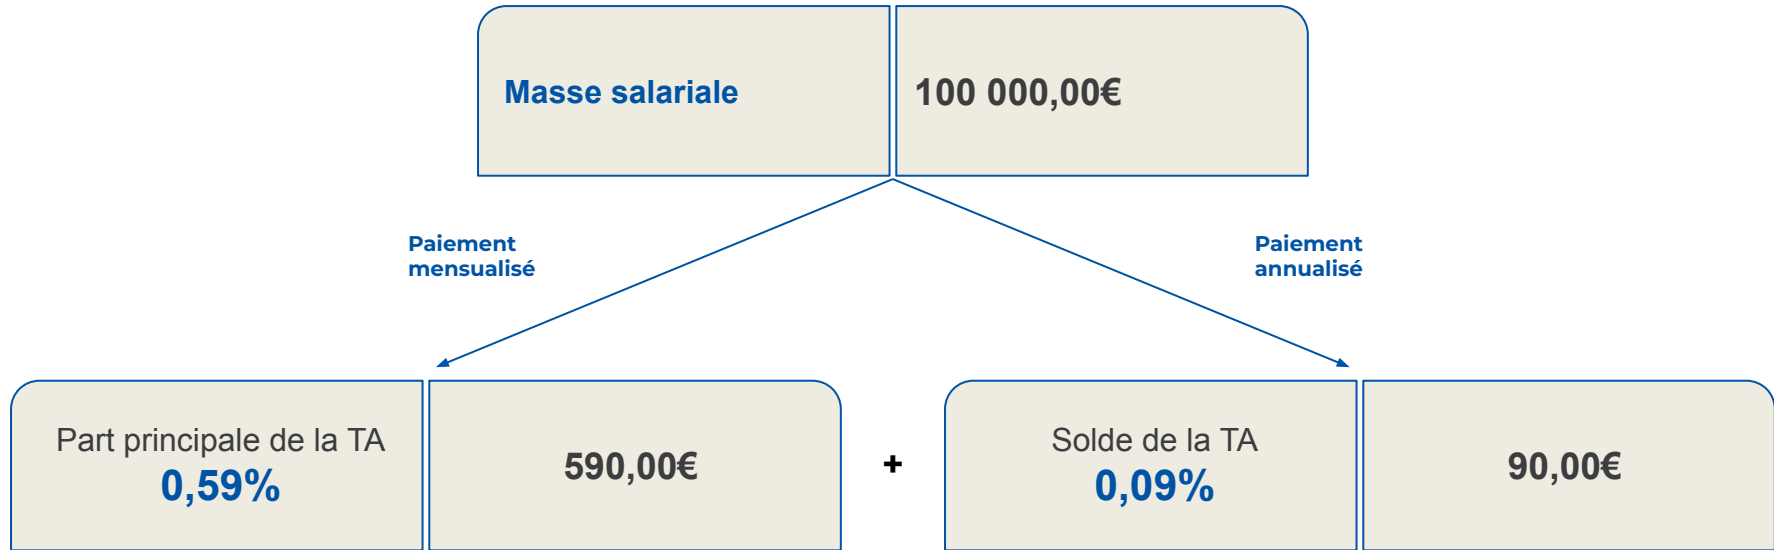 Masse salariale
100 000,00€
Paiement
mensualisé
Paiement
annualisé
Part principale de la TA
0,59%
590,00€
+
Solde de la TA
0,09%
90,00€